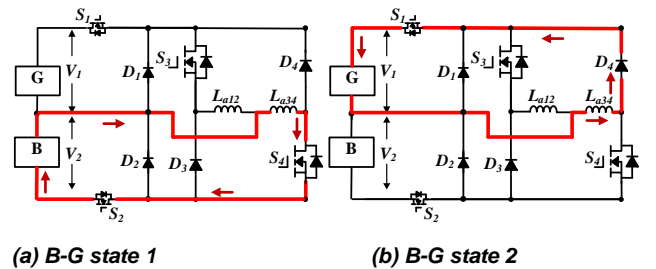 S1
G
V1
D1
S3
D4
La12
La34
B
V2
D2
D3
S4
S2
(a) B-G state 1
S1
G
V1
D1
S3
D4
La12
La34
B
V2
D2
D3
S4
S2
(b) B-G state 2